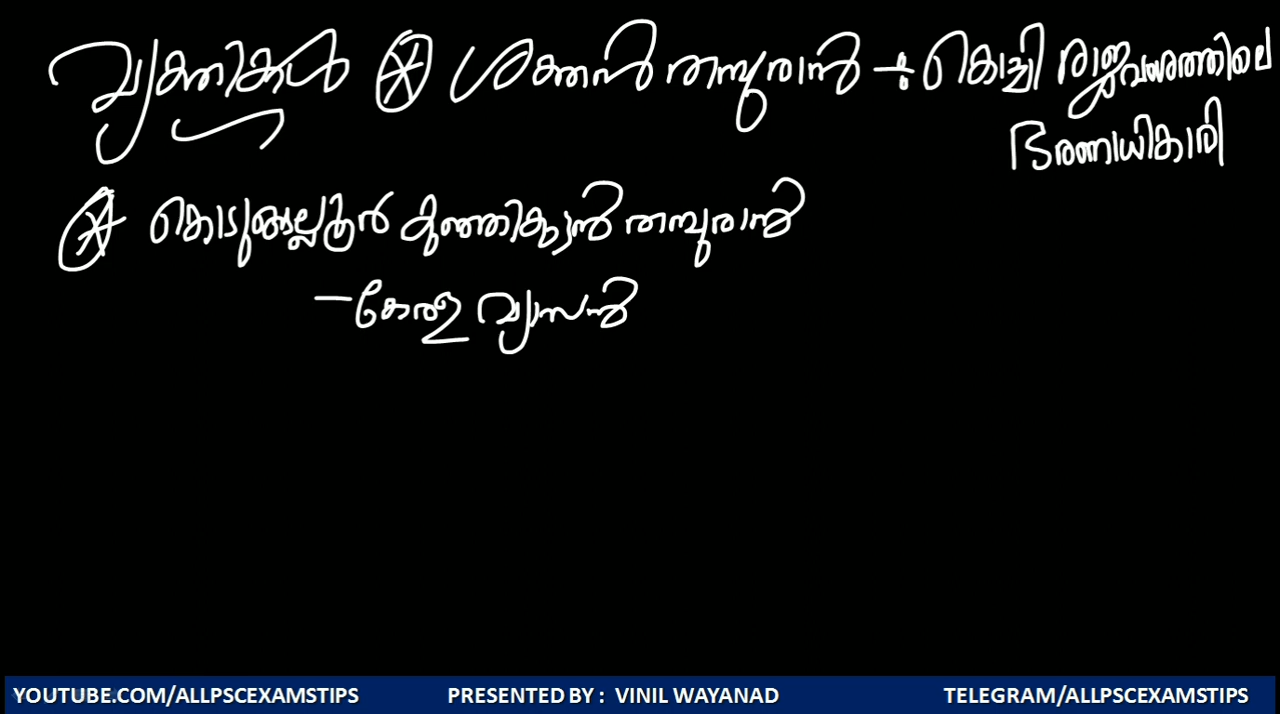 വ്യക്തികൾ ⊛ ശക്തൻ തമ്പുരാൻ -: കൊച്ചി രാജവംശത്തിലെ
ഭരണാധികാരി
⊛ കൊടുങ്ങല്ലൂർ കുഞ്ഞിക്കുട്ടൻ തമ്പുരാൻ
- കേരള വ്യാസൻ
YOUTUBE.COM/ALLPSCEXAMSTIPS PRESENTED BY : VINIL WAYANAD TELEGRAM/ALLPSCEXAMSTIPS